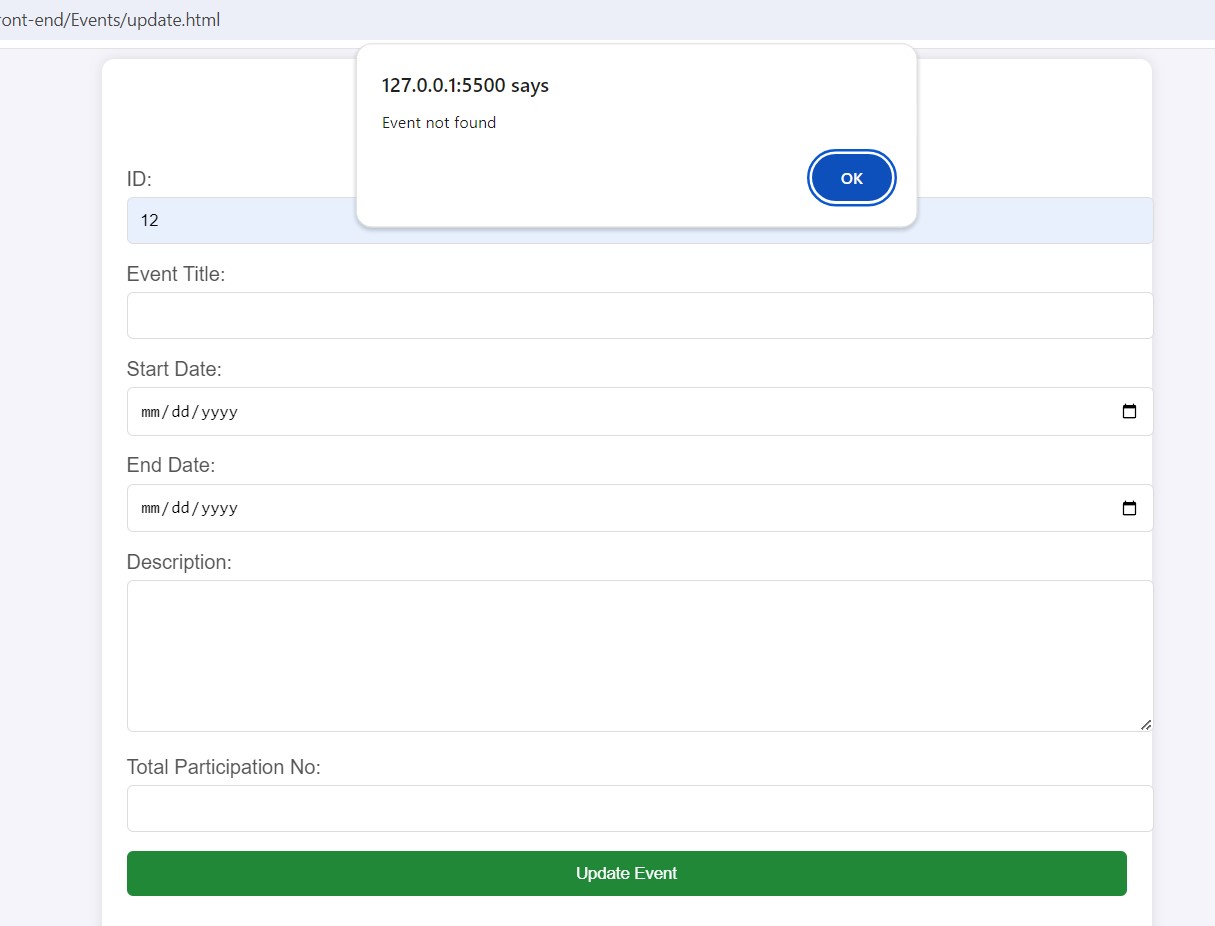 ront-end/Events/update.html
127.0.0.1:5500 says
Event not found
OK
ID:
12
Event Title:
Start Date:
mm/dd/yyyy
End Date:
mm/dd/yyyy
Description:
Total Participation No:
Update Event